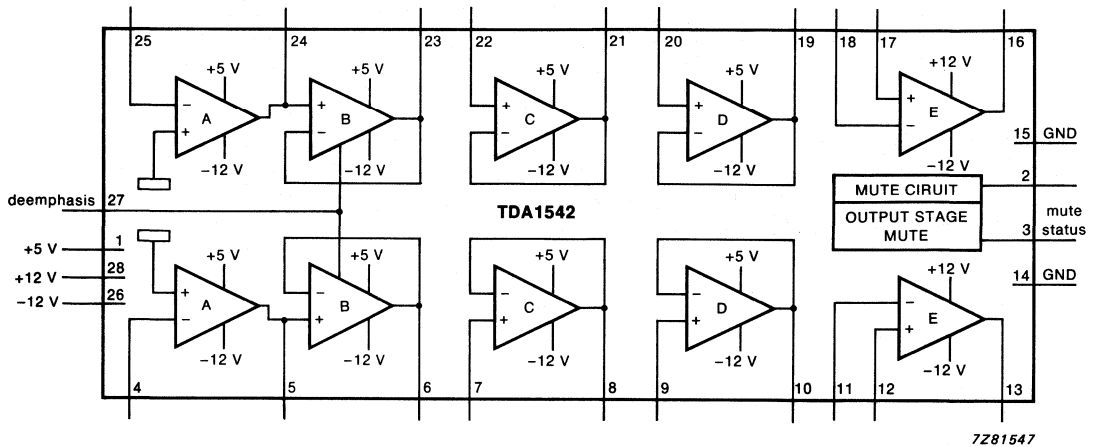 25 24 23 22 21 20 19 18 17 16
+5 V +5 V +5 V +5 V +12 V
− + + + +
A B C D E
+ − − − −
−12 V −12 V −12 V −12 V −12 V
15 GND
MUTE CIRUIT 2
deemphasis 27
TDA1542
OUTPUT STAGE
MUTE
mute
3 status
+5 V 1
+12 V 28
−12 V 26
14 GND
+5 V +5 V +5 V +5 V +12 V
+ − − − −
A B C D E
− + + + +
−12 V −12 V −12 V −12 V −12 V
4 5 6 7 8 9 10 11 12 13
7Z81547